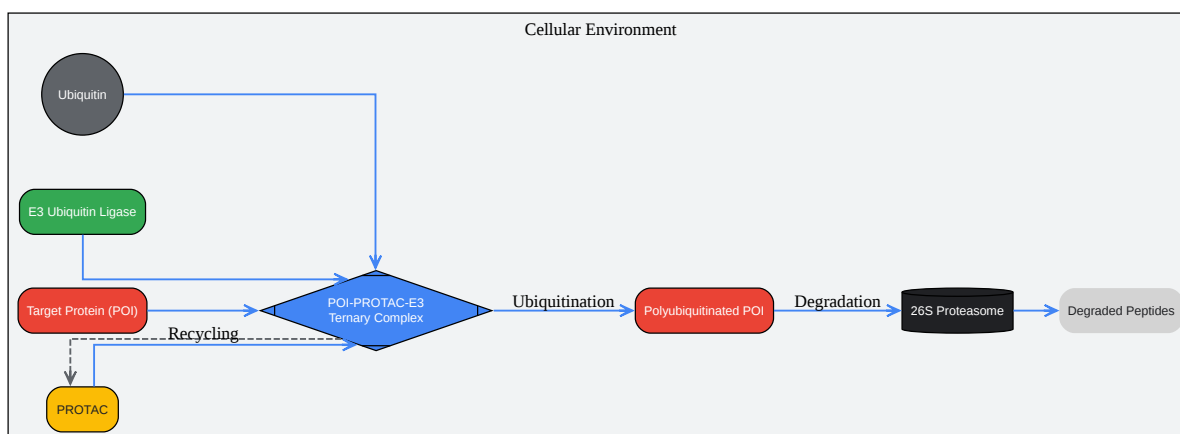 Cellular Environment
Ubiquitin
E3 Ubiquitin Ligase
Target Protein (POI)
POI-PROTAC-E3
Ternary Complex
Ubiquitination
Polyubiquitinated POI
Degradation
26S Proteasome
Degraded Peptides
Recycling
PROTAC